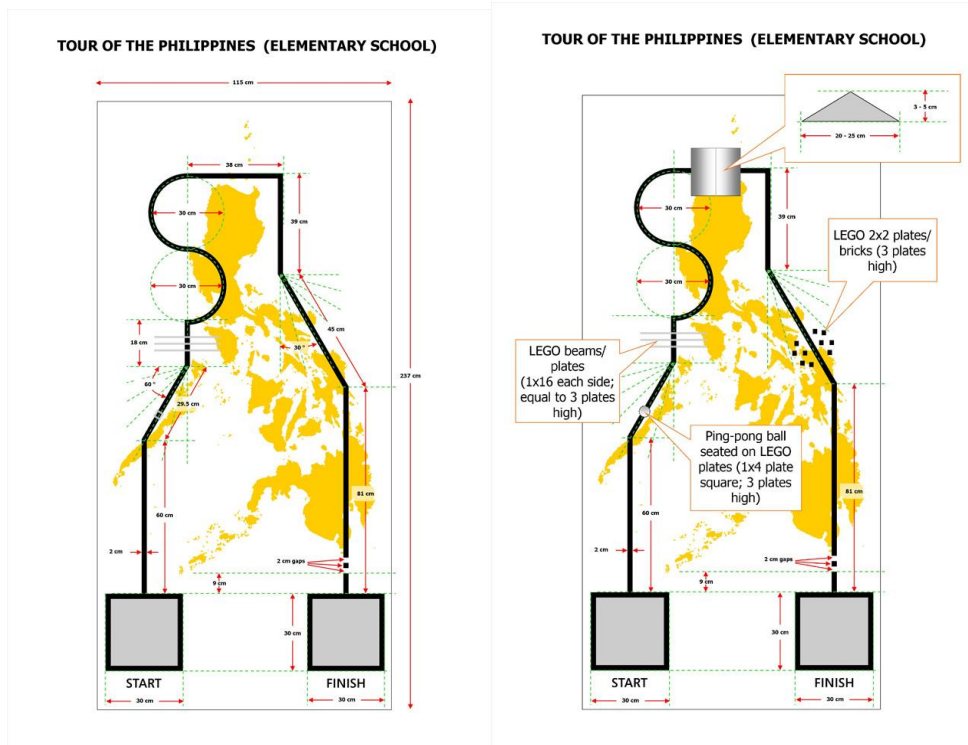 TOUR OF THE PHILIPPINES (ELEMENTARY SCHOOL)
115 cm
38 cm
30 cm
39 cm
30 cm
18 cm
45 cm
30 °
60 °
29.5 cm
237 cm
81 cm
60 cm
2 cm
2 cm gaps
9 cm
30 cm
30 cm
START
FINISH
30 cm
30 cm
TOUR OF THE PHILIPPINES (ELEMENTARY SCHOOL)
3 - 5 cm
20 - 25 cm
30 cm
39 cm
LEGO 2x2 plates/
bricks (3 plates
high)
30 cm
LEGO beams/
plates
(1x16 each side;
equal to 3 plates
high)
Ping-pong ball
seated on LEGO
plates (1x4 plate
square; 3 plates
high)
81 cm
60 cm
2 cm
2 cm gaps
9 cm
30 cm
30 cm
START
FINISH
30 cm
30 cm